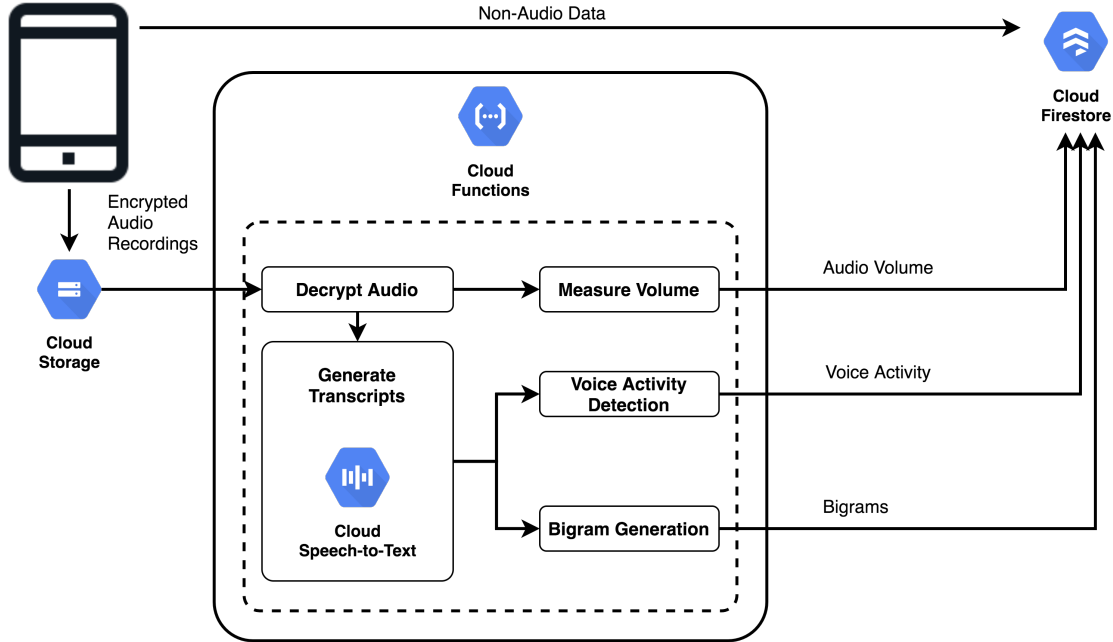 Non-Audio Data
Cloud
Firestore
Cloud
Functions
Encrypted
Audio
Recordings
Cloud
Storage
Decrypt Audio
Measure Volume
Audio Volume
Generate
Transcripts
Cloud
Speech-to-Text
Voice Activity
Detection
Voice Activity
Bigram Generation
Bigrams